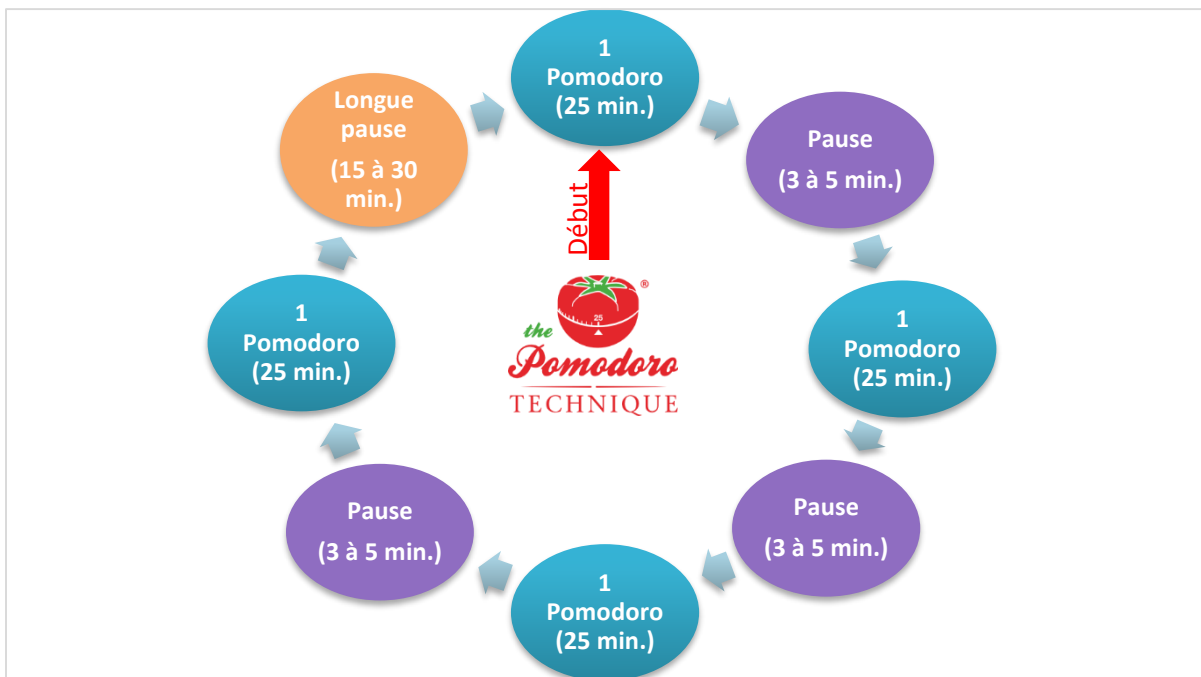 1
Pomodoro
(25 min.)
Pause
(3 à 5 min.)
1
Pomodoro
(25 min.)
Pause
(3 à 5 min.)
1
Pomodoro
(25 min.)
Pause
(3 à 5 min.)
1
Pomodoro
(25 min.)
Longue
pause
(15 à 30
min.)
Début
25
®
the
Pomodoro
TECHNIQUE